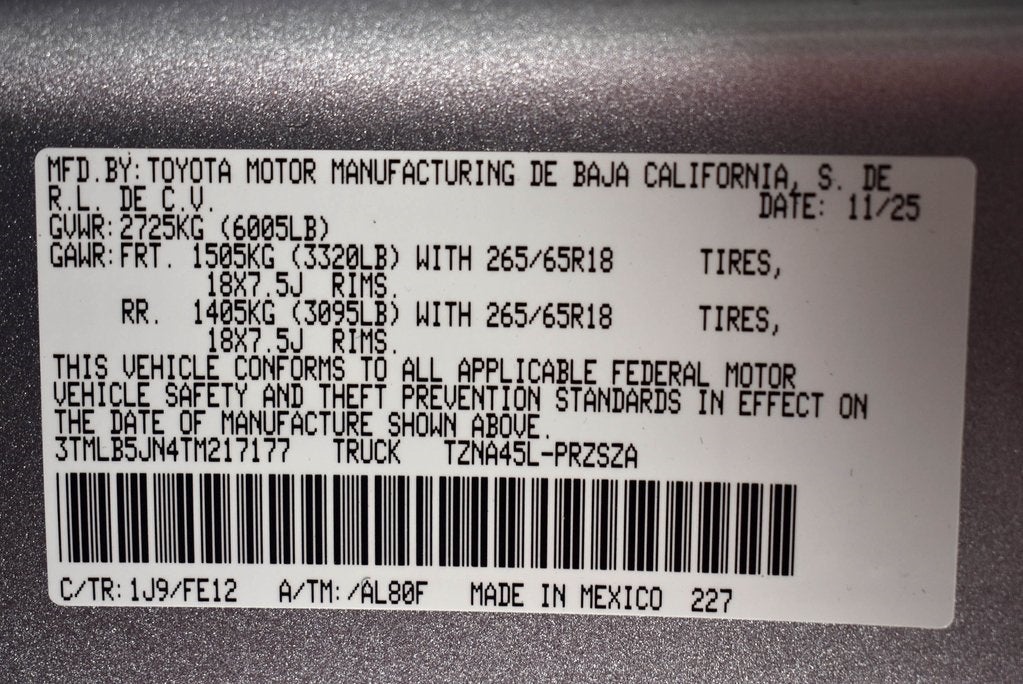 MFD.BY: TOYOTA MOTOR MANUFACTURING DE BAJA CALIFORNIA, S. DE
R.L. DE C.V. DATE: 11/25
GVWR: 2725KG (6005LB)
GAWR: FRT. 1505KG (3320LB) WITH 265/65R18 TIRES,
18X7.5J RIMS.
RR. 1405KG (3095LB) WITH 265/65R18 TIRES,
18X7.5J RIMS.
THIS VEHICLE CONFORMS TO ALL APPLICABLE FEDERAL MOTOR
VEHICLE SAFETY AND THEFT PREVENTION STANDARDS IN EFFECT ON
THE DATE OF MANUFACTURE SHOWN ABOVE.
3TMLB5JN4TM217177 TRUCK TZNA45L-PRZSZA
C/TR: 1J9/FE12 A/TM: /AL80F MADE IN MEXICO 227